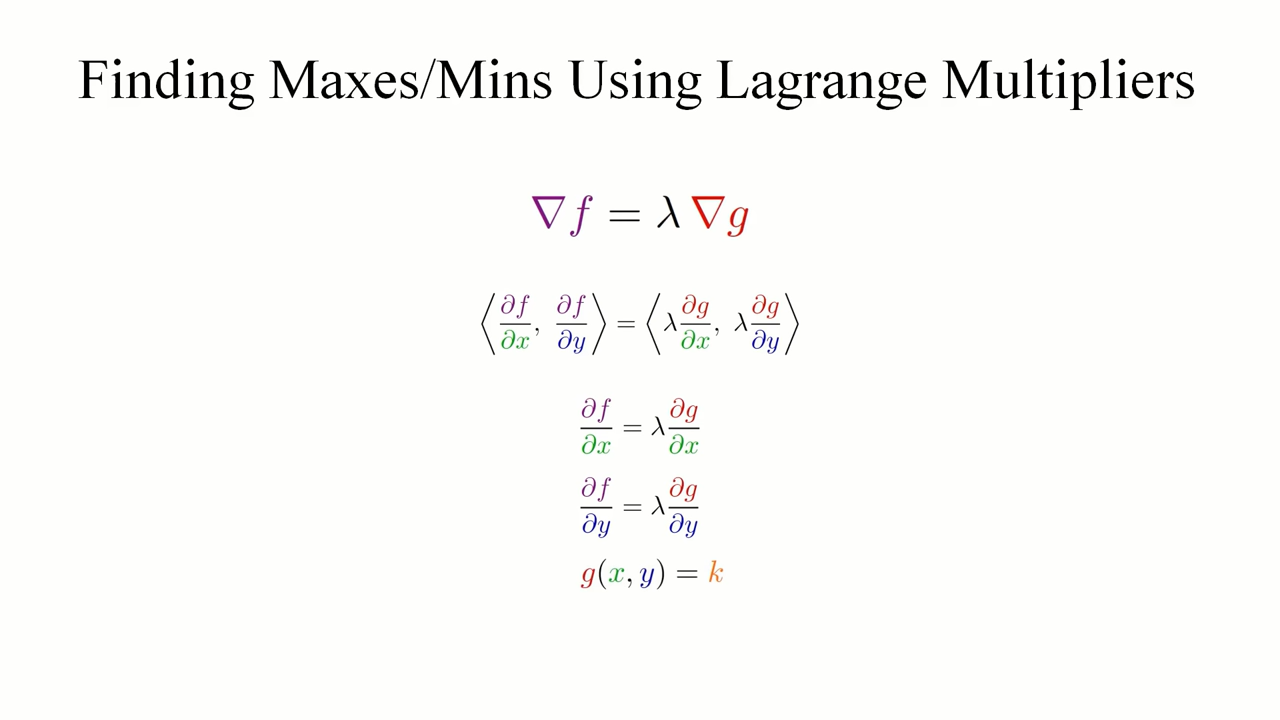 Finding Maxes/Mins Using Lagrange Multipliers
∇f = λ ∇g
⟨∂f/∂x, ∂f/∂y⟩ = ⟨λ ∂g/∂x, λ ∂g/∂y⟩
∂f/∂x = λ ∂g/∂x
∂f/∂y = λ ∂g/∂y
g(x, y) = k